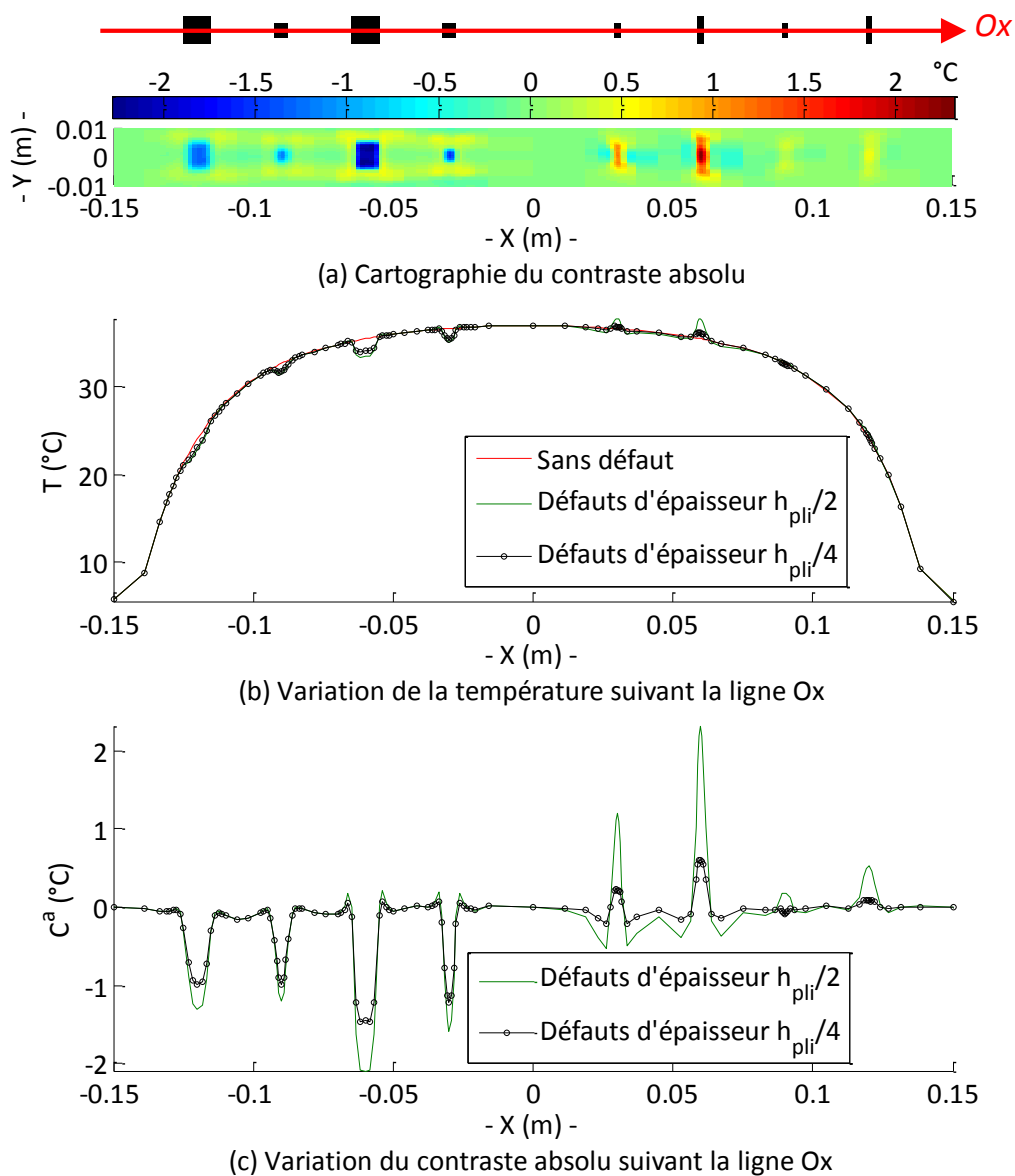 Ox
°C
-2 -1.5 -1 -0.5 0 0.5 1 1.5 2
- Y (m) -
0.01
0
-0.01
-0.15 -0.1 -0.05 0 0.05 0.1 0.15
- X (m) -
(a) Cartographie du contraste absolu
T (°C)
30
20
10
Sans défaut
Défauts d'épaisseur hpli/2
Défauts d'épaisseur hpli/4
-0.15 -0.1 -0.05 0 0.05 0.1 0.15
- X (m) -
(b) Variation de la température suivant la ligne Ox
Ca (°C)
2
1
0
-1
-2
Défauts d'épaisseur hpli/2
Défauts d'épaisseur hpli/4
-0.15 -0.1 -0.05 0 0.05 0.1 0.15
- X (m) -
(c) Variation du contraste absolu suivant la ligne Ox